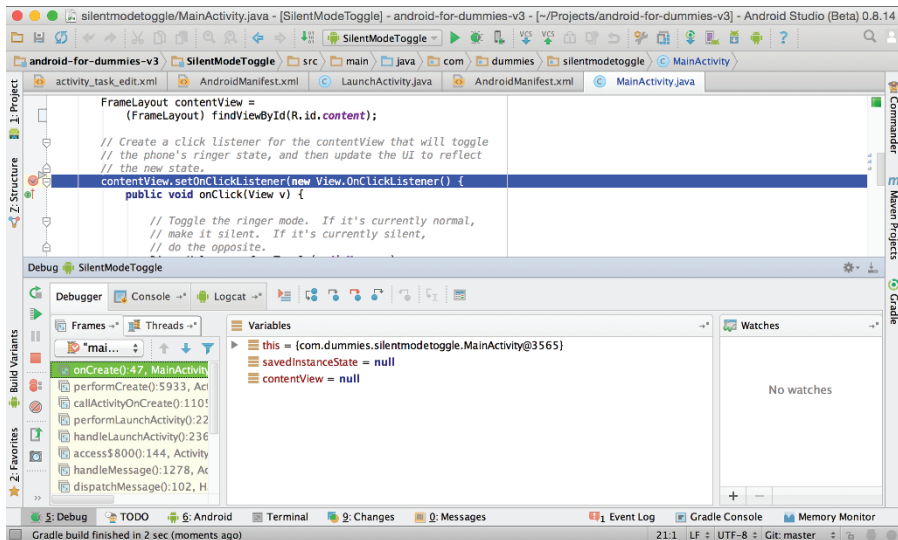 silentmodetoggle/MainActivity.java - [SilentModeToggle] - android-for-dummies-v3 - [~/Projects/android-for-dummies-v3] - Android Studio (Beta) 0.8.14
SilentModeToggle
android-for-dummies-v3 SilentModeToggle src main java com dummies silentmodetoggle MainActivity
activity_task_edit.xml AndroidManifest.xml LaunchActivity.java AndroidManifest.xml MainActivity.java
1: Project
Z: Structure
Build Variants
2: Favorites
FrameLayout contentView =
(FrameLayout) findViewById(R.id.content);
// Create a click listener for the contentView that will toggle
// the phone's ringer state, and then update the UI to reflect
// the new state.
contentView.setOnClickListener(new View.OnClickListener() {
public void onClick(View v) {
// Toggle the ringer mode. If it's currently normal,
// make it silent. If it's currently silent,
// do the opposite.
Commander
Maven Projects
Gradle
Debug SilentModeToggle
Debugger Console Logcat
Frames Threads
"mai...
onCreate():47, MainActivity
performCreate():5933, Act
callActivityOnCreate():1105
performLaunchActivity():22
handleLaunchActivity():236
access$800():144, Activity
handleMessage():1278, Ac
dispatchMessage():102, H
Variables
this = {com.dummies.silentmodetoggle.MainActivity@3565}
savedInstanceState = null
contentView = null
Watches
No watches
5: Debug TODO 6: Android Terminal 9: Changes 0: Messages Event Log Gradle Console Memory Monitor
Gradle build finished in 2 sec (moments ago) 21:1 LF UTF-8 Git: master